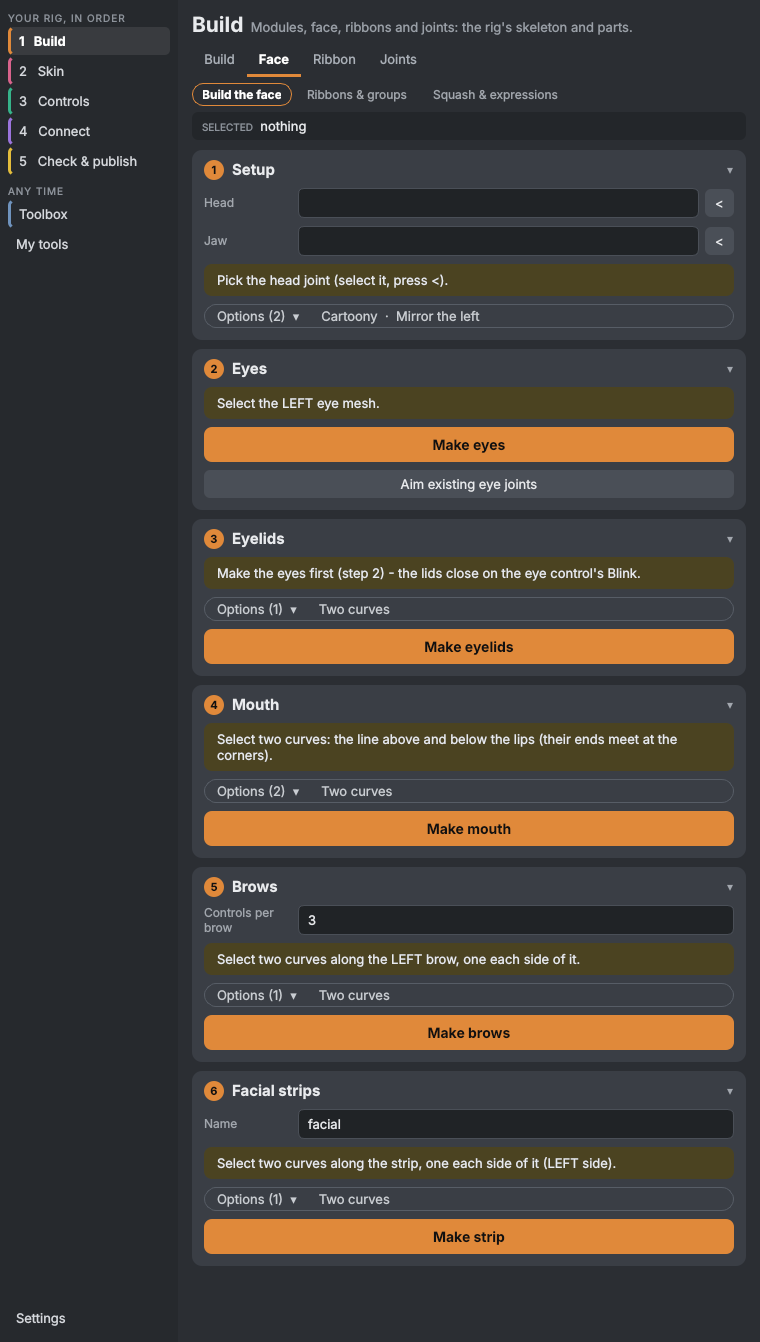 YOUR RIG, IN ORDER
1 Build
2 Skin
3 Controls
4 Connect
5 Check & publish
ANY TIME
Toolbox
My tools
Settings
Build Modules, face, ribbons and joints: the rig's skeleton and parts.
Build Face Ribbon Joints
Build the face Ribbons & groups Squash & expressions
SELECTED nothing
1 Setup ▾
Head <
Jaw <
Pick the head joint (select it, press <).
Options (2) ▾ Cartoony · Mirror the left
2 Eyes ▾
Select the LEFT eye mesh.
Make eyes
Aim existing eye joints
3 Eyelids ▾
Make the eyes first (step 2) - the lids close on the eye control's Blink.
Options (1) ▾ Two curves
Make eyelids
4 Mouth ▾
Select two curves: the line above and below the lips (their ends meet at the
corners).
Options (2) ▾ Two curves
Make mouth
5 Brows ▾
Controls per
brow
3
Select two curves along the LEFT brow, one each side of it.
Options (1) ▾ Two curves
Make brows
6 Facial strips ▾
Name facial
Select two curves along the strip, one each side of it (LEFT side).
Options (1) ▾ Two curves
Make strip